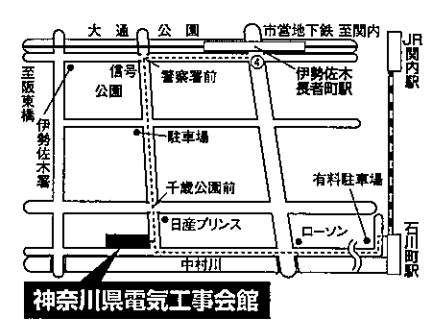 大通公園
市営地下鉄 至関内
JR関内駅
④
伊勢佐木
長者町駅
信号
警察署前
公園
至阪東橋
伊勢佐木署
駐車場
千歳公園前
有料駐車場
日産プリンス
ローソン
石川町駅
中村川
神奈川県電気工事会館